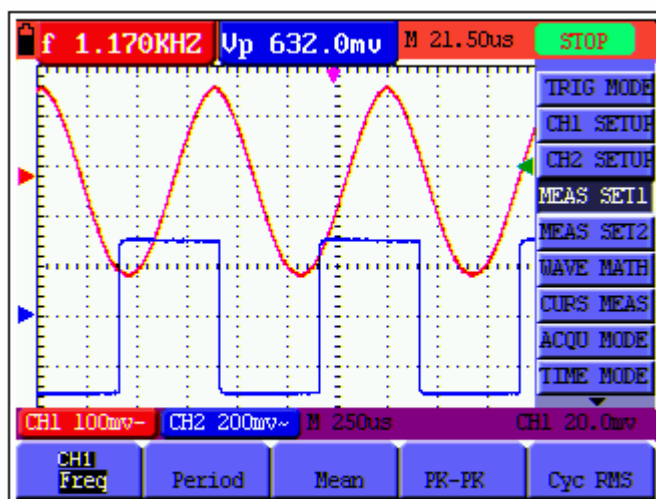 f 1.170KHZ Vp 632.0mv M 21.50us STOP
TRIG MODE
CH1 SETUP
CH2 SETUP
MEAS SET1
MEAS SET2
WAVE MATH
CURS MEAS
ACQU MODE
TIME MODE
CH1 100mv- CH2 200mv~ M 250us CH1 20.0mv
CH1
Freq Period Mean PK-PK Cyc RMS